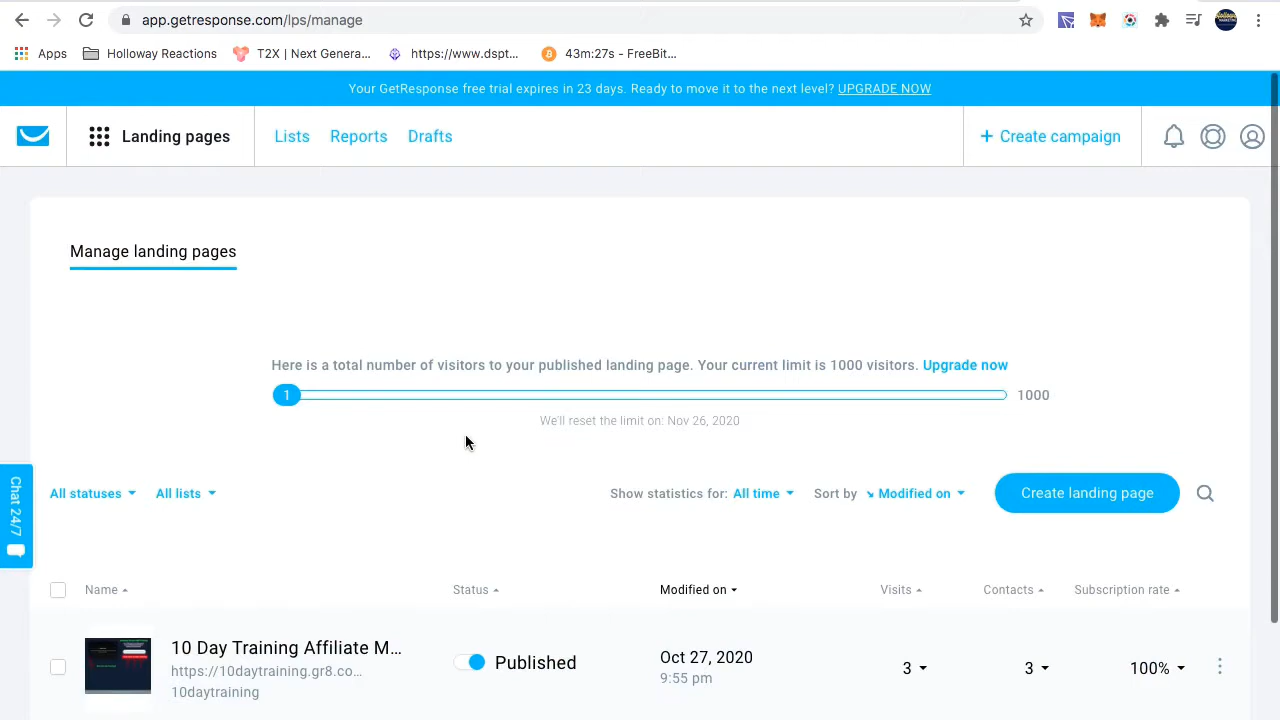 app.getresponse.com/lps/manage
Apps Holloway Reactions T2X | Next Genera... https://www.dspt... 43m:27s - FreeBit...
Your GetResponse free trial expires in 23 days. Ready to move it to the next level? UPGRADE NOW
Landing pages Lists Reports Drafts + Create campaign
Manage landing pages
Here is a total number of visitors to your published landing page. Your current limit is 1000 visitors. Upgrade now
1 1000
We'll reset the limit on: Nov 26, 2020
Chat 24/7
All statuses All lists Show statistics for: All time Sort by Modified on Create landing page
Name Status Modified on Visits Contacts Subscription rate
10 Day Training Affiliate M...
https://10daytraining.gr8.co...
10daytraining
Published
Oct 27, 2020
9:55 pm
3 3 100%